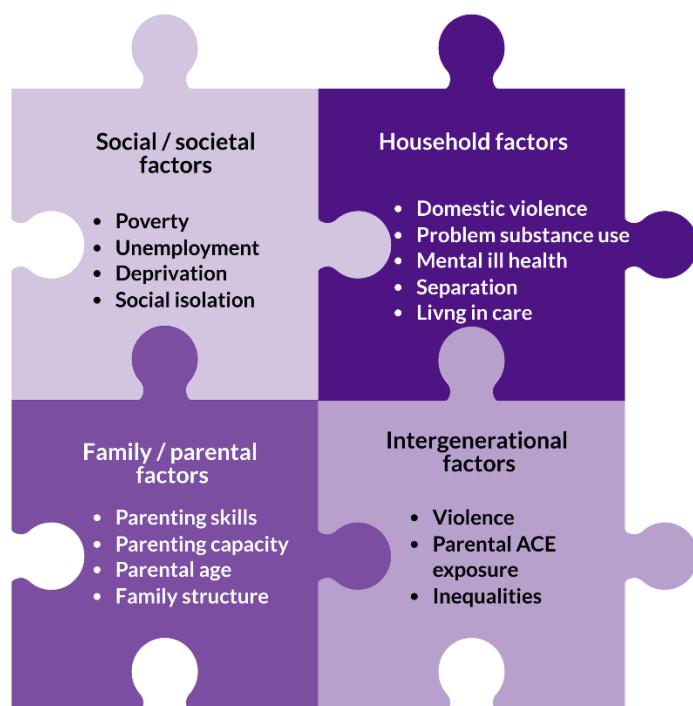 Social / societal
factors
• Poverty
• Unemployment
• Deprivation
• Social isolation
Household factors
• Domestic violence
• Problem substance use
• Mental ill health
• Separation
• Livng in care
Family / parental
factors
• Parenting skills
• Parenting capacity
• Parental age
• Family structure
Intergenerational
factors
• Violence
• Parental ACE
exposure
• Inequalities